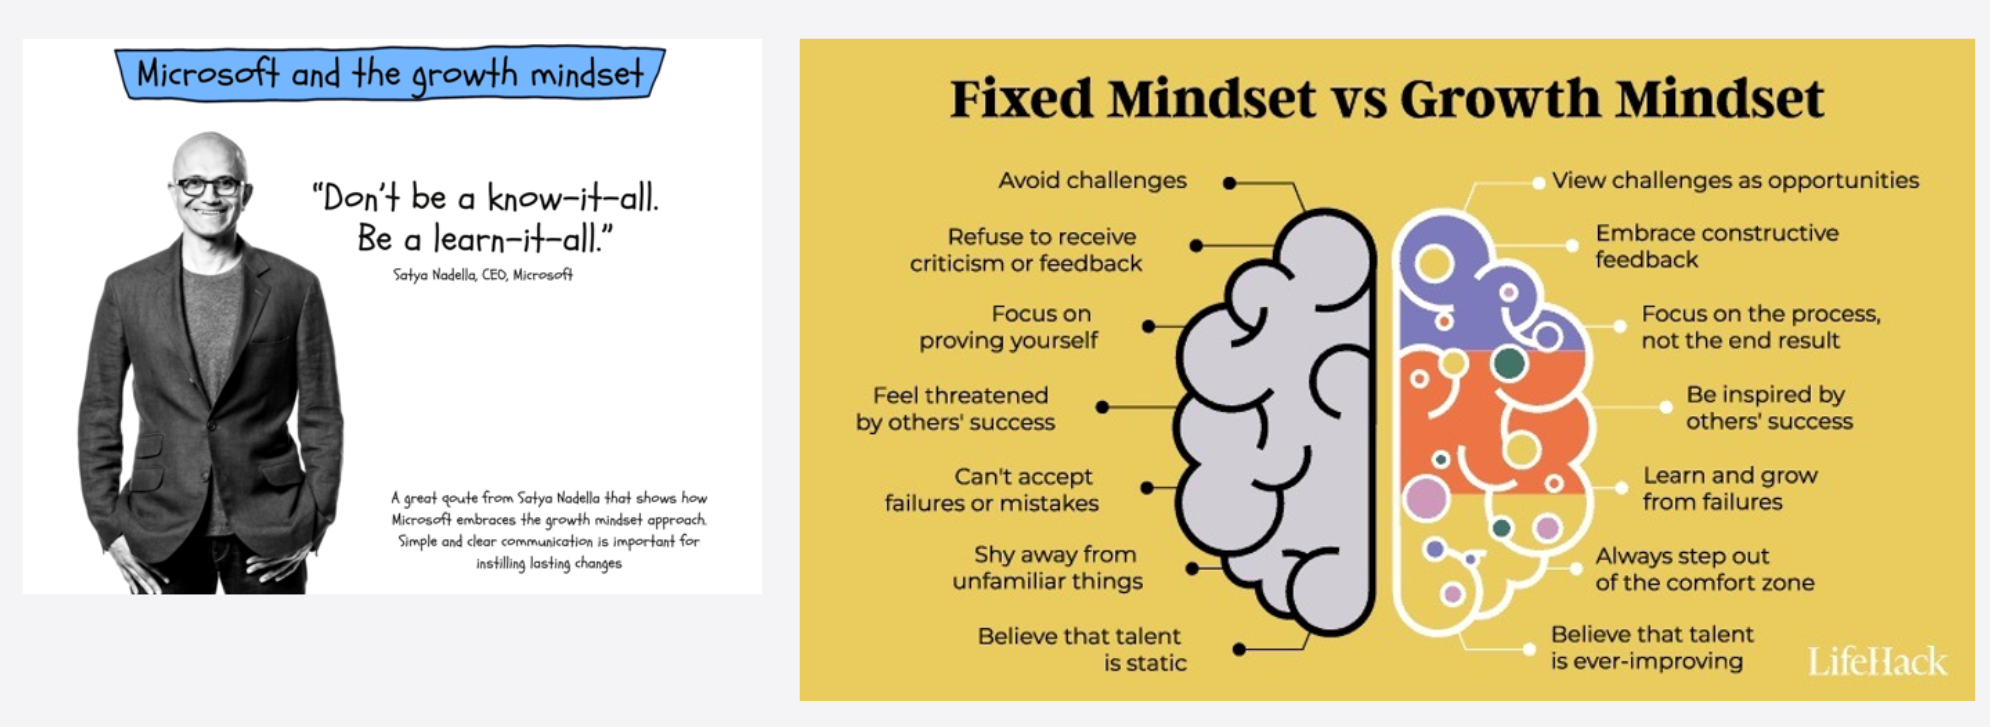 Microsoft and the growth mindset
“Don't be a know-it-all.
Be a learn-it-all.”
Satya Nadella, CEO, Microsoft
A great qoute from Satya Nadella that shows how
Microsoft embraces the growth mindset approach.
Simple and clear communication is important for
instilling lasting changes
Fixed Mindset vs Growth Mindset
Avoid challenges
Refuse to receive
criticism or feedback
Focus on
proving yourself
Feel threatened
by others' success
Can't accept
failures or mistakes
Shy away from
unfamiliar things
Believe that talent
is static
View challenges as opportunities
Embrace constructive
feedback
Focus on the process,
not the end result
Be inspired by
others' success
Learn and grow
from failures
Always step out
of the comfort zone
Believe that talent
is ever-improving
LifeHack